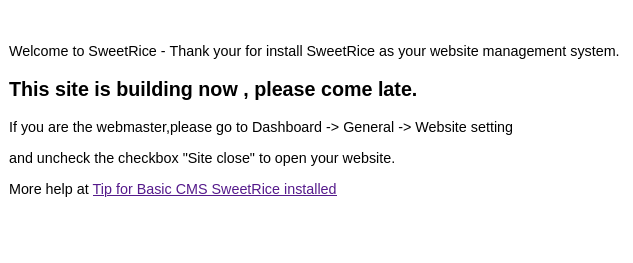 Welcome to SweetRice - Thank your for install SweetRice as your website management system.
This site is building now , please come late.
If you are the webmaster,please go to Dashboard -> General -> Website setting
and uncheck the checkbox "Site close" to open your website.
More help at Tip for Basic CMS SweetRice installed